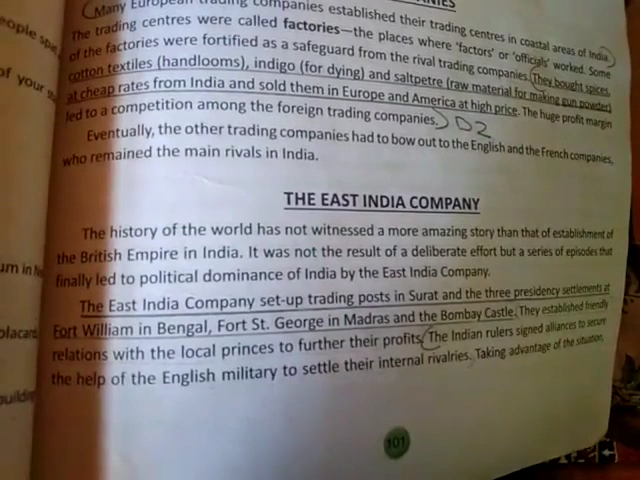 NIES
Many European trading companies established their trading centres in coastal areas of India.
The trading centres were called factories—the places where 'factors' or 'officials' worked. Some
of the factories were fortified as a safeguard from the rival trading companies. They bought spices,
cotton textiles (handlooms), indigo (for dying) and saltpetre (raw material for making gun powder)
at cheap rates from India and sold them in Europe and America at high price. The huge profit margin
led to a competition among the foreign trading companies. D2
Eventually, the other trading companies had to bow out to the English and the French companies,
who remained the main rivals in India.
THE EAST INDIA COMPANY
The history of the world has not witnessed a more amazing story than that of establishment of
the British Empire in India. It was not the result of a deliberate effort but a series of episodes that
finally led to political dominance of India by the East India Company.
The East India Company set-up trading posts in Surat and the three presidency settlements at
Fort William in Bengal, Fort St. George in Madras and the Bombay Castle. They established friendly
relations with the local princes to further their profits. The Indian rulers signed alliances to secure
the help of the English military to settle their internal rivalries. Taking advantage of the situation,
101